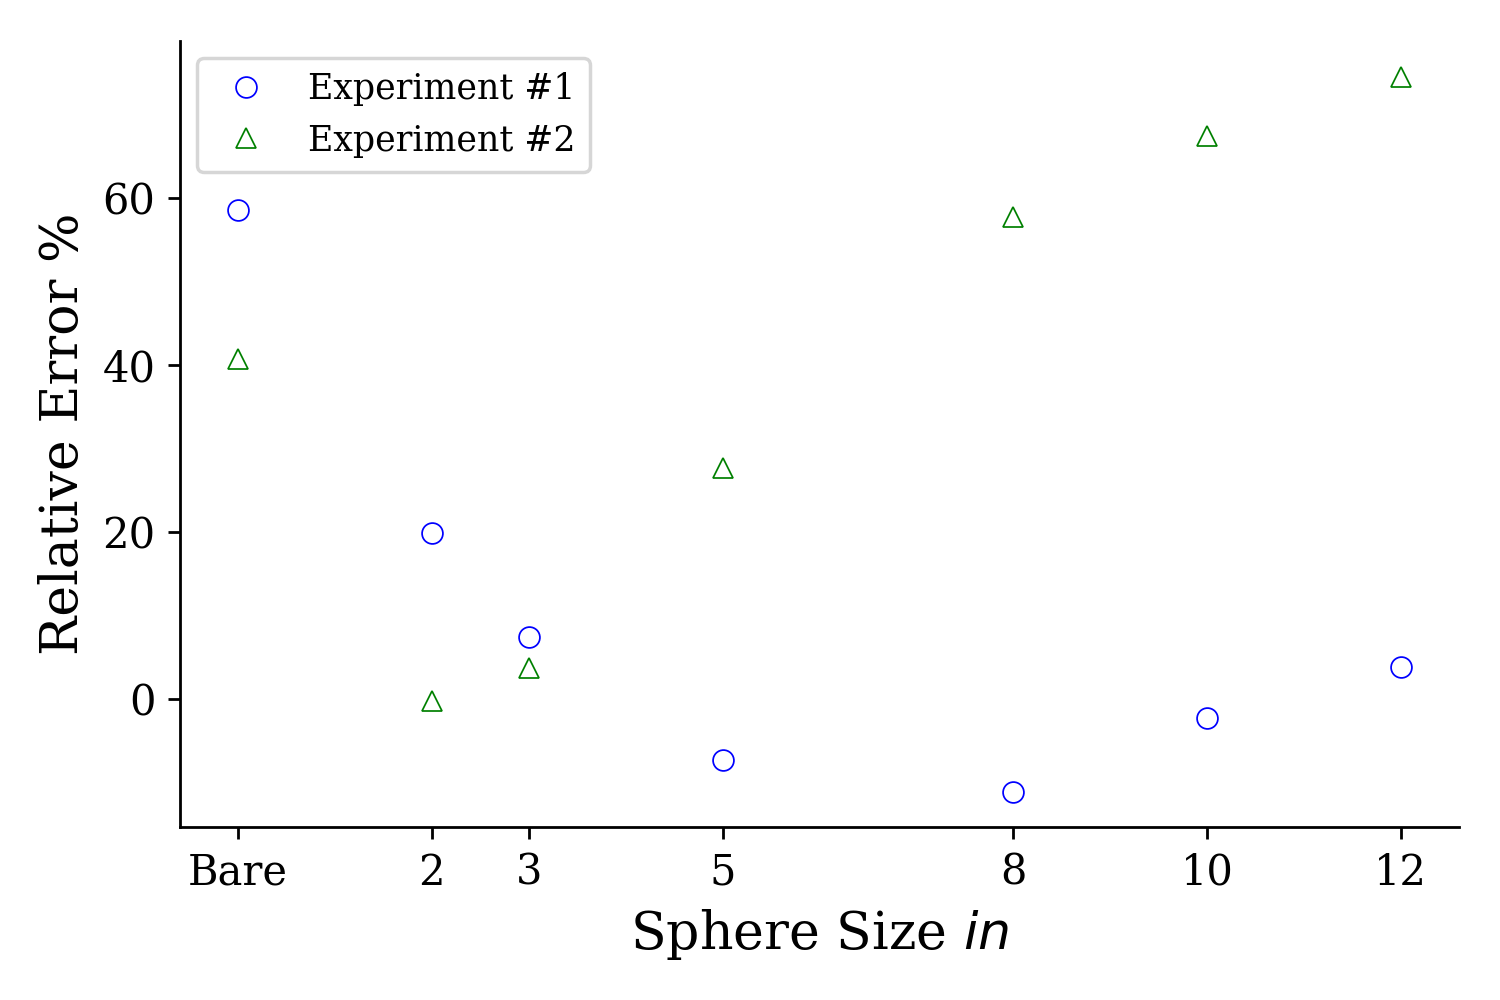 Experiment #1
Experiment #2
Relative Error %
60
40
20
0
Bare 2 3 5 8 10 12
Sphere Size in